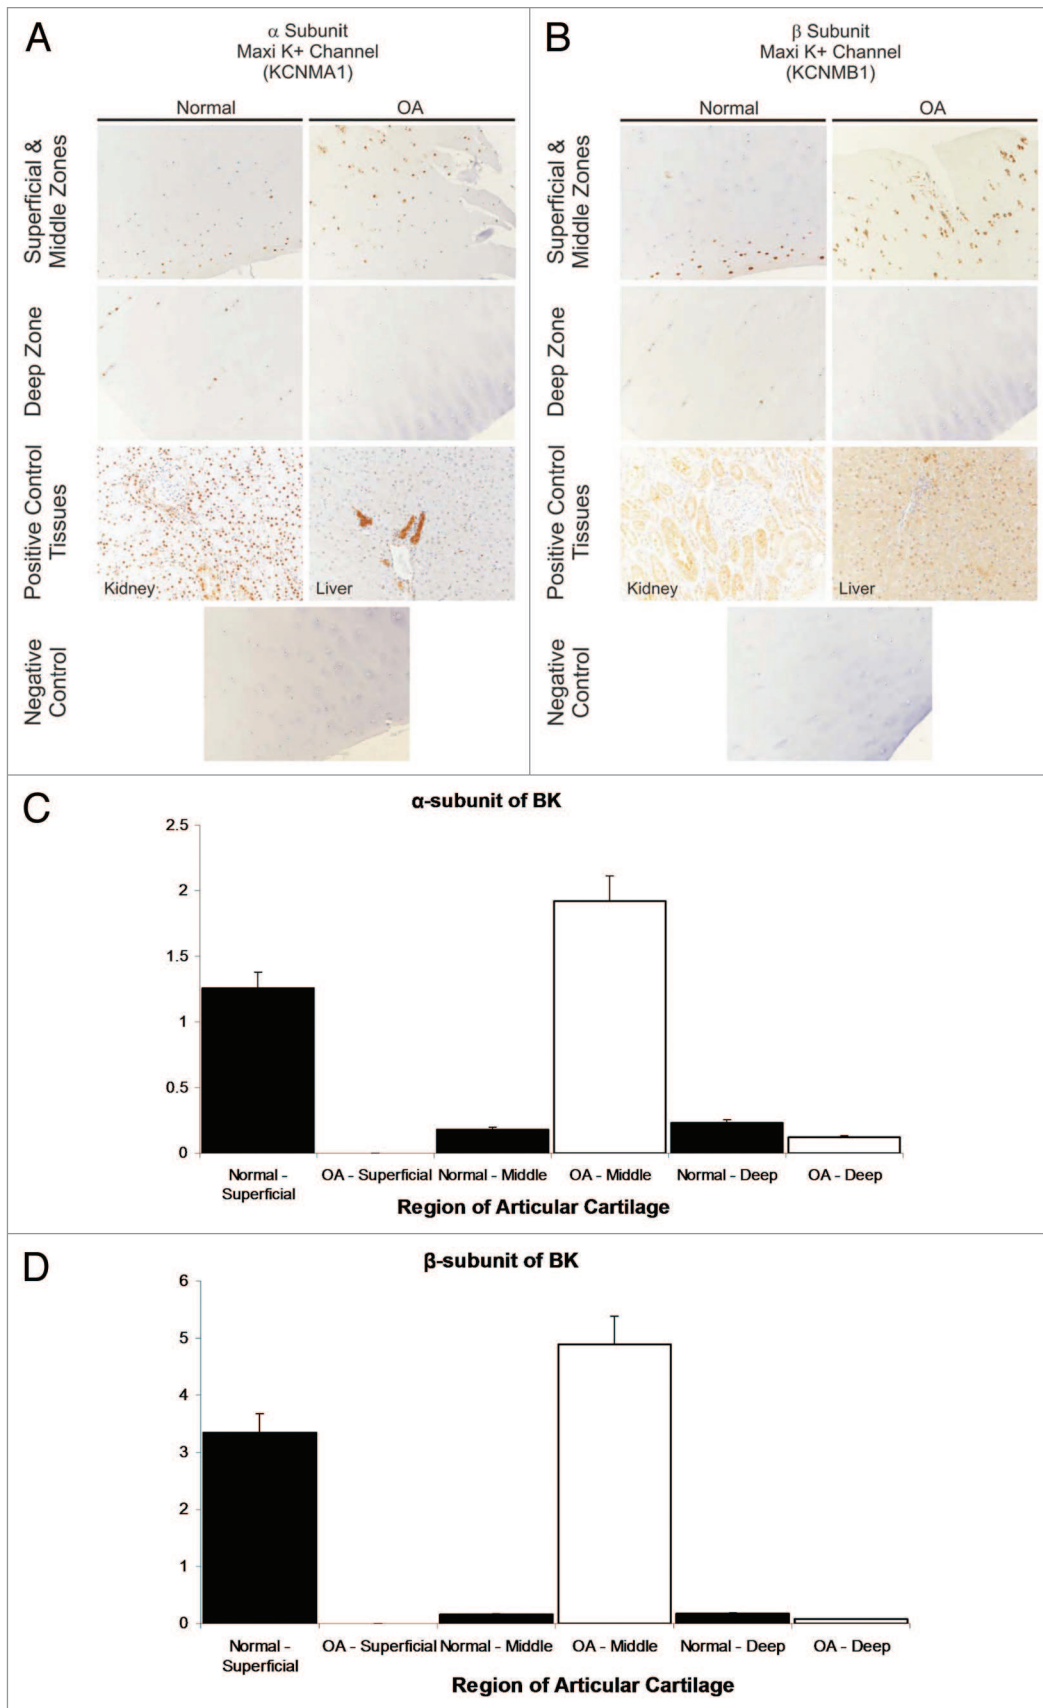 A
α Subunit
Maxi K+ Channel
(KCNMA1)
Normal
OA
Superficial &
Middle Zones
Deep Zone
Positive Control
Tissues
Kidney
Liver
Negative
Control
B
β Subunit
Maxi K+ Channel
(KCNMB1)
Normal
OA
Superficial &
Middle Zones
Deep Zone
Positive Control
Tissues
Kidney
Liver
Negative
Control
C
α-subunit of BK
2.5
2
1.5
1
0.5
0
Normal -
Superficial
OA - Superficial
Normal - Middle
OA - Middle
Normal - Deep
OA - Deep
Region of Articular Cartilage
D
β-subunit of BK
6
5
4
3
2
1
0
Normal -
Superficial
OA - Superficial
Normal - Middle
OA - Middle
Normal - Deep
OA - Deep
Region of Articular Cartilage